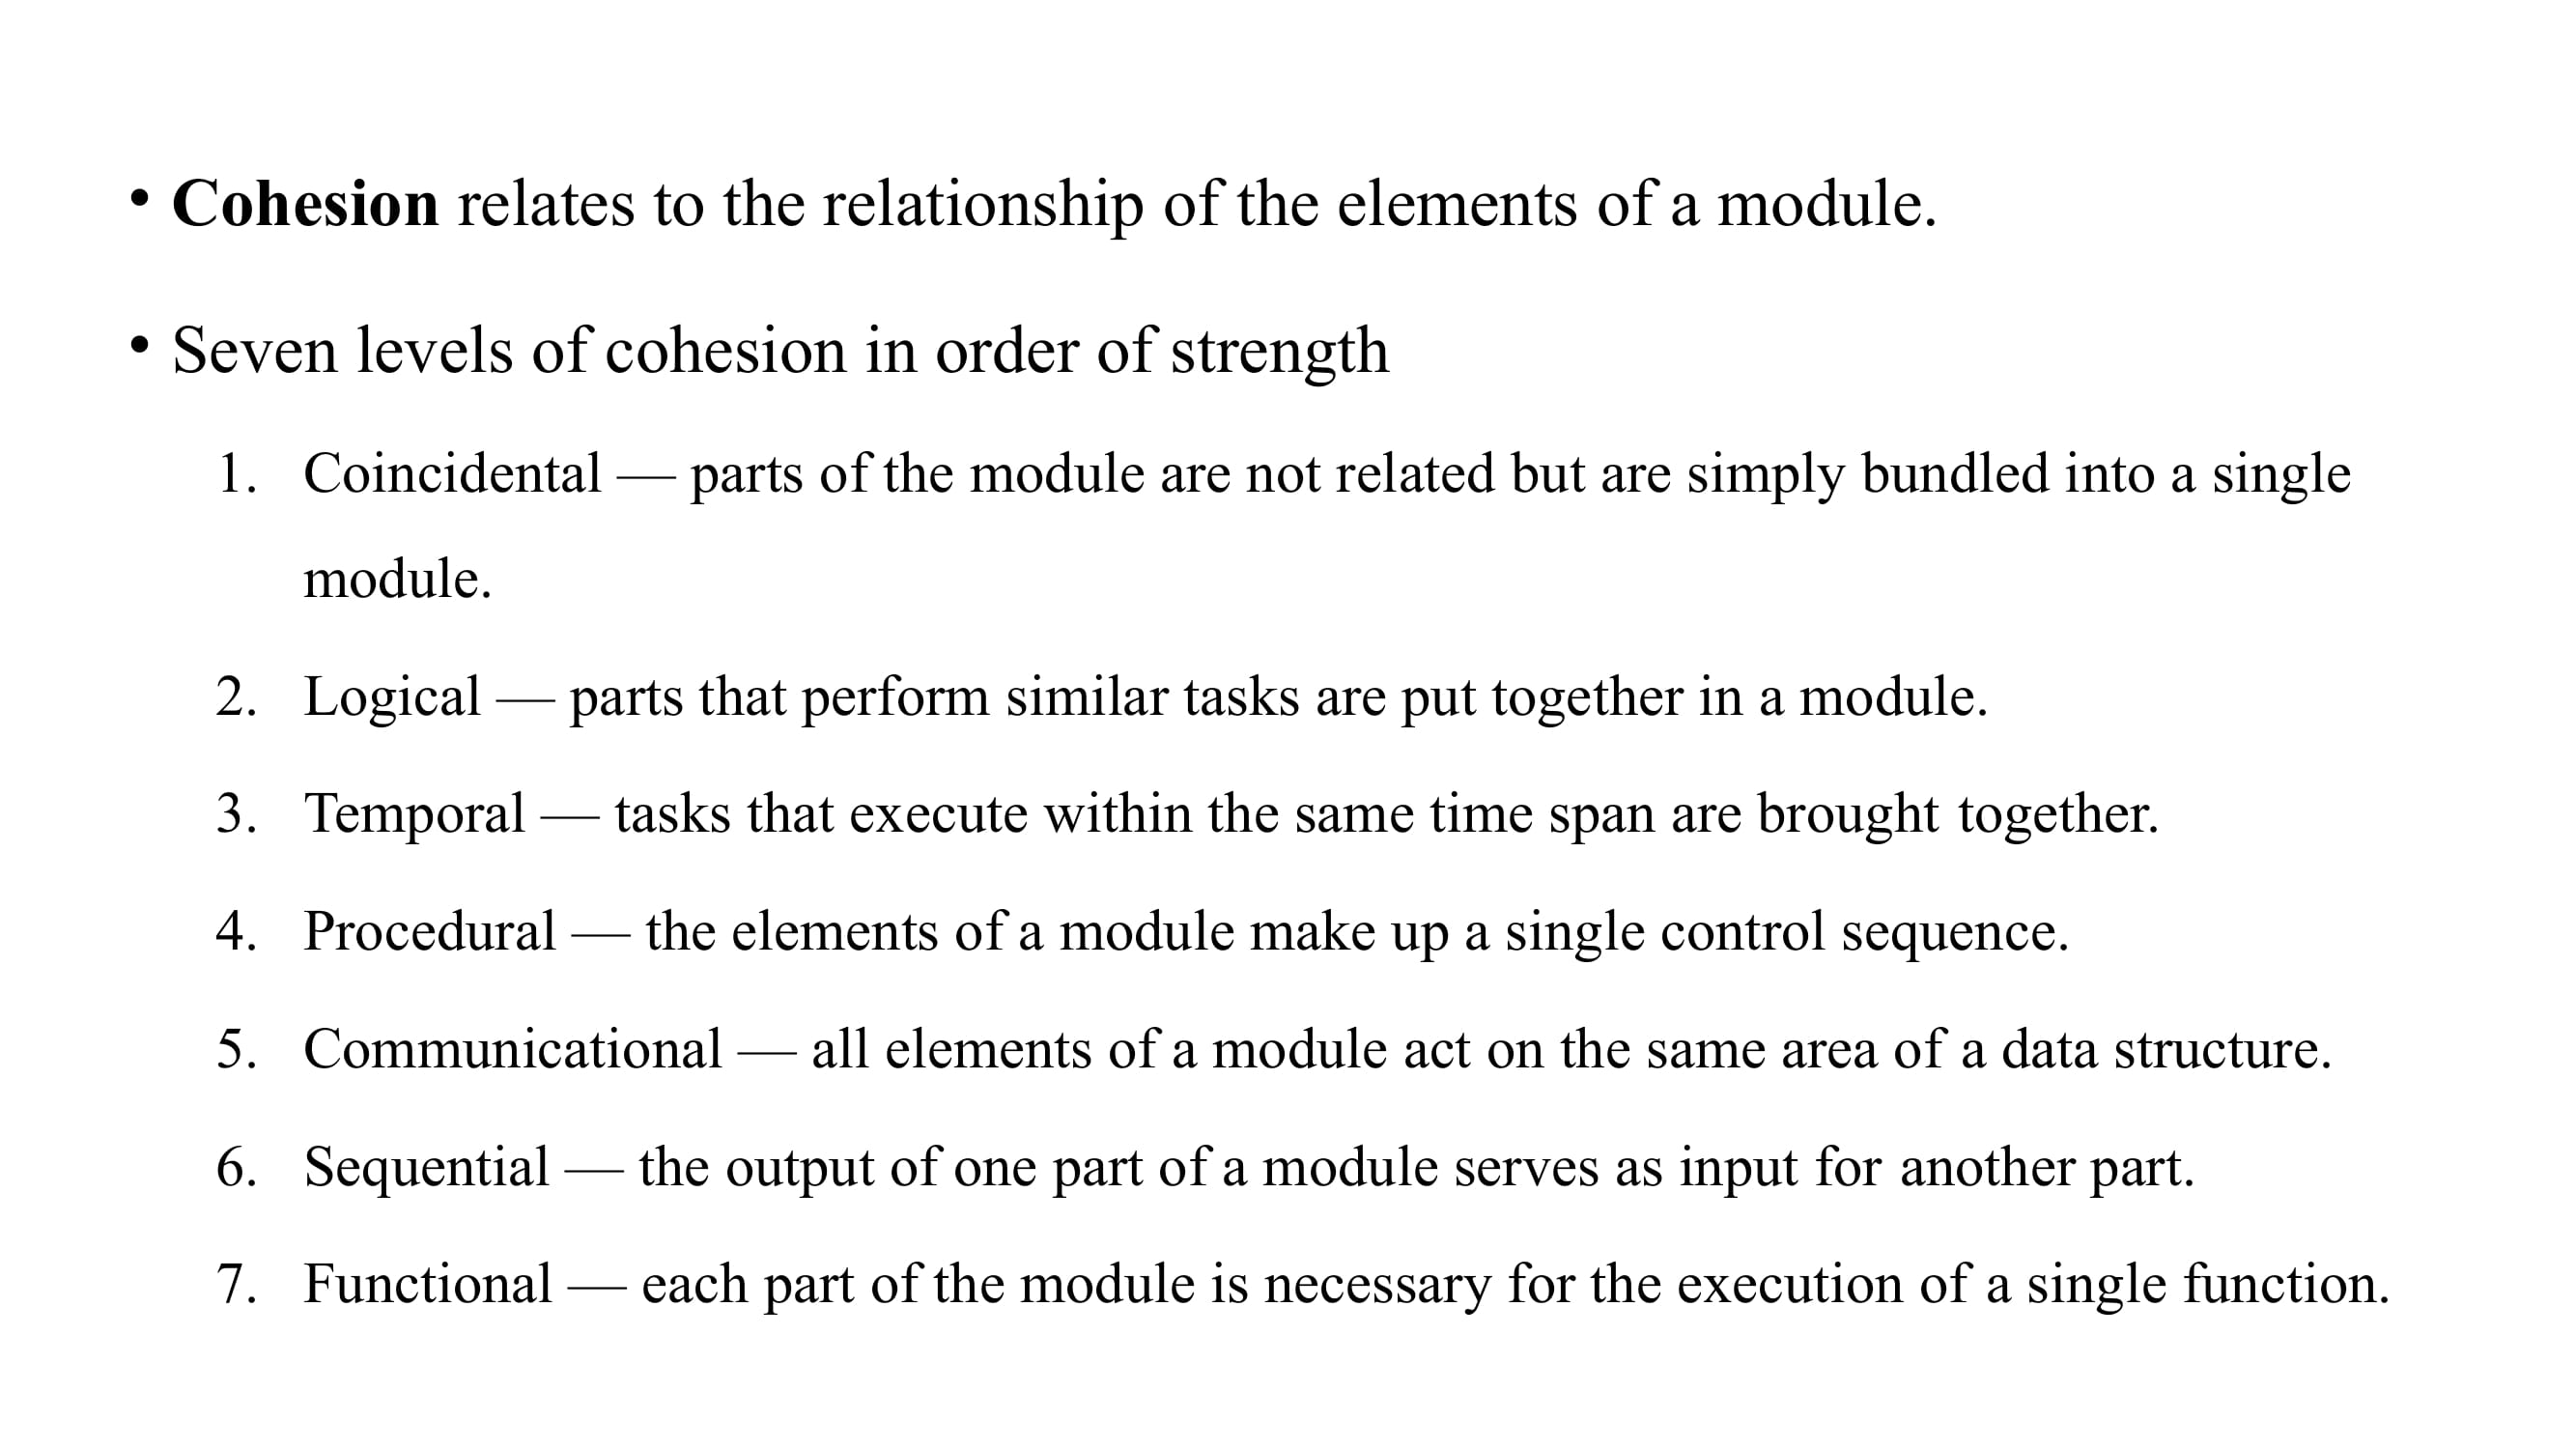 • Cohesion relates to the relationship of the elements of a module.
• Seven levels of cohesion in order of strength
1. Coincidental — parts of the module are not related but are simply bundled into a single
module.
2. Logical — parts that perform similar tasks are put together in a module.
3. Temporal — tasks that execute within the same time span are brought together.
4. Procedural — the elements of a module make up a single control sequence.
5. Communicational — all elements of a module act on the same area of a data structure.
6. Sequential — the output of one part of a module serves as input for another part.
7. Functional — each part of the module is necessary for the execution of a single function.